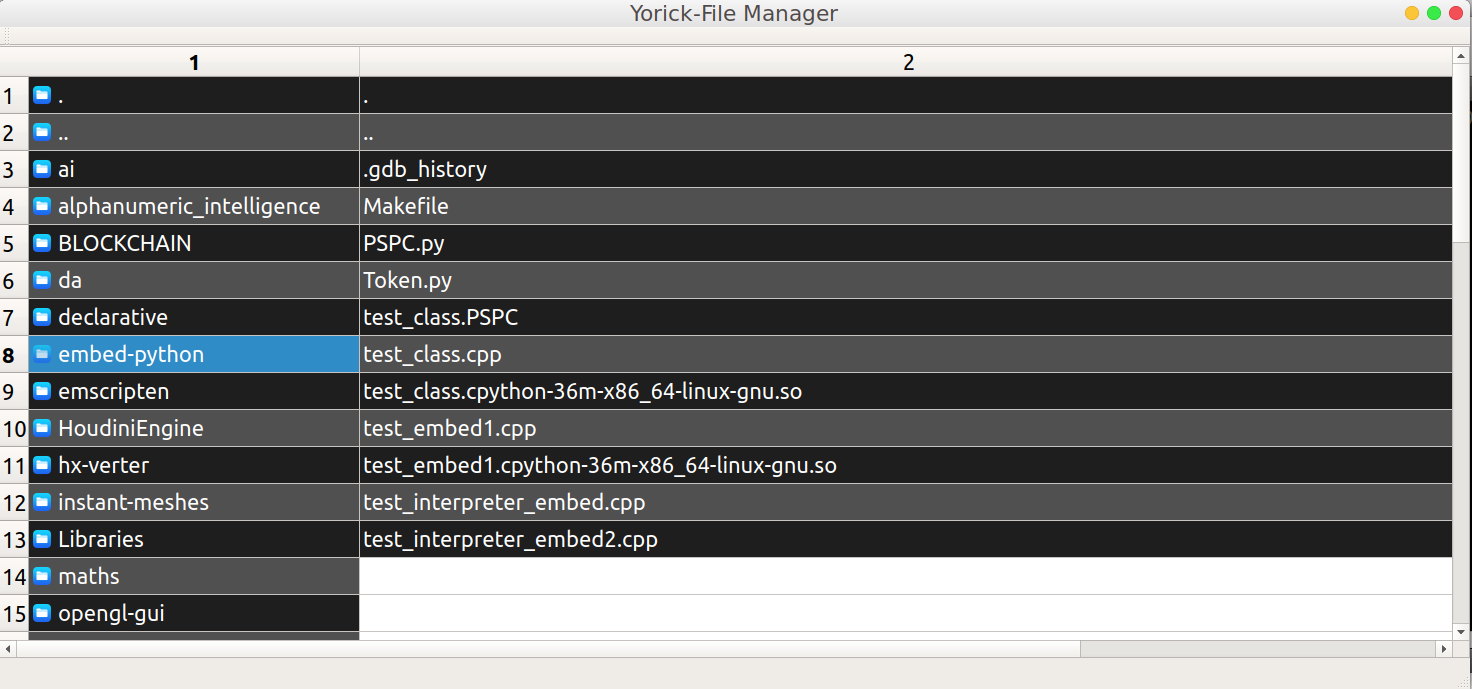 Yorick-File Manager
1 2
1 . .
2 .. ..
3 ai .gdb_history
4 alphanumeric_intelligence Makefile
5 BLOCKCHAIN PSPC.py
6 da Token.py
7 declarative test_class.PSPC
8 embed-python test_class.cpp
9 emscripten test_class.cpython-36m-x86_64-linux-gnu.so
10 HoudiniEngine test_embed1.cpp
11 hx-verter test_embed1.cpython-36m-x86_64-linux-gnu.so
12 instant-meshes test_interpreter_embed.cpp
13 Libraries test_interpreter_embed2.cpp
14 maths
15 opengl-gui